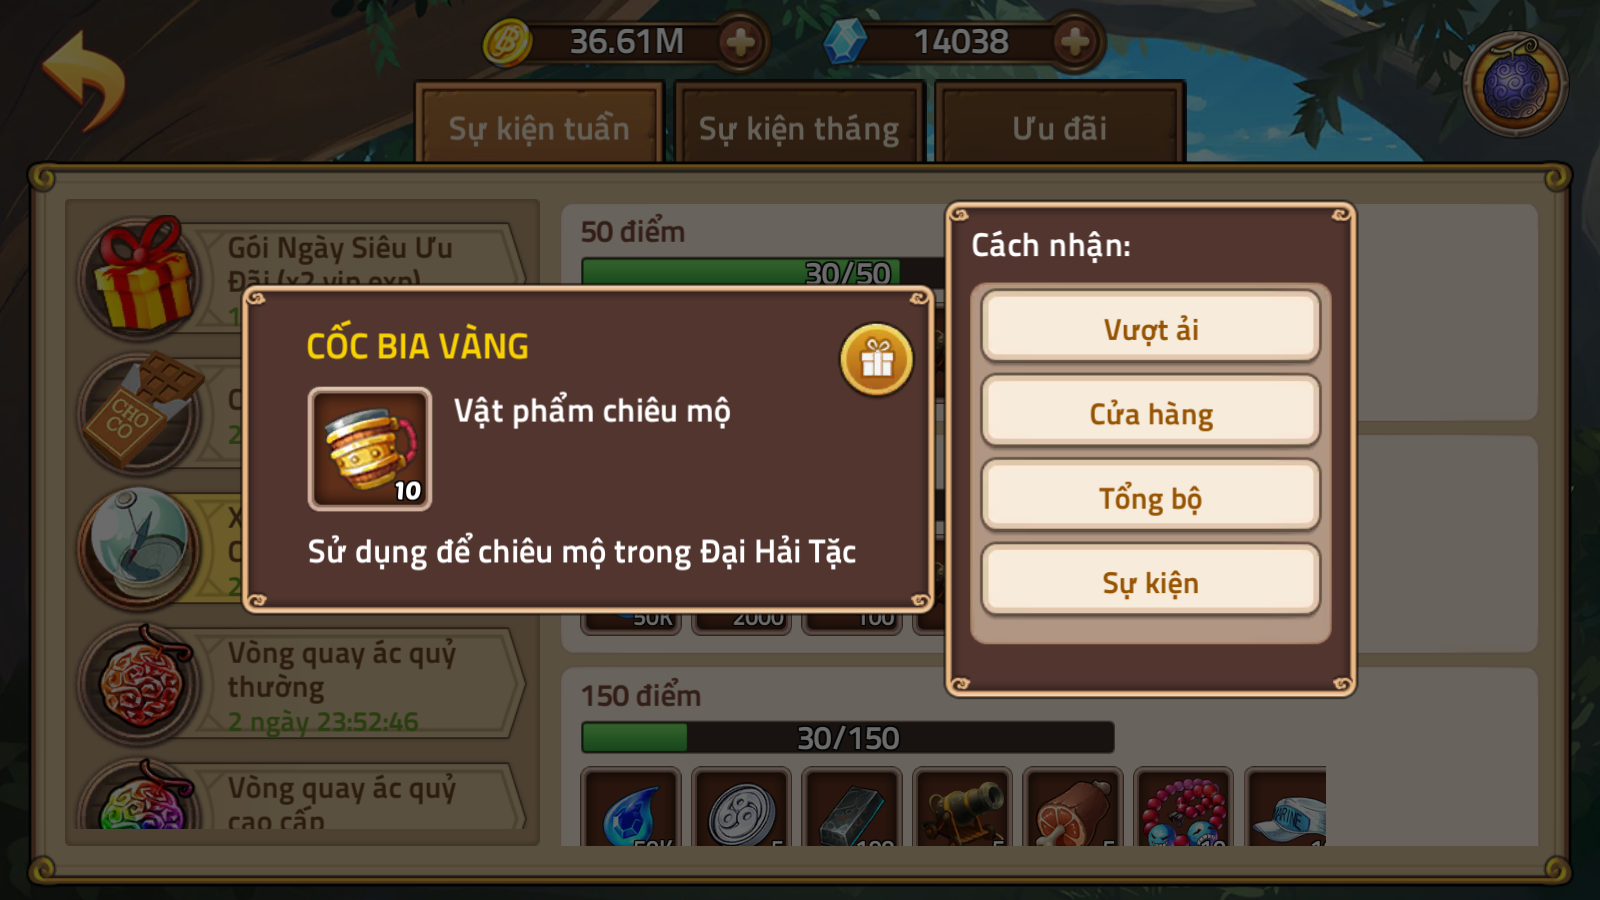 36.61M
14038
Sự kiện tuần
Sự kiện tháng
Ưu đãi
Gói Ngày Siêu Ưu
Đãi (x2 vip exp)
50 điểm
30/50
Cách nhận:
Vượt ải
Cửa hàng
Tổng bộ
Sự kiện
CỐC BIA VÀNG
Vật phẩm chiêu mộ
10
Sử dụng để chiêu mộ trong Đại Hải Tặc
CHO
CO
50K
2000
100
Vòng quay ác quỷ
thường
2 ngày 23:52:46
Vòng quay ác quỷ
cao cấp
150 điểm
30/150
MARINE